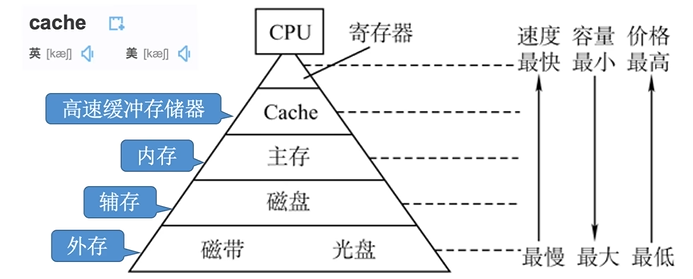 cache
英 [kæʃ] 美 [kæʃ]
CPU
寄存器
速度 容量 价格
最快 最小 最高
高速缓冲存储器
Cache
内存
主存
辅存
磁盘
外存
磁带 光盘
最慢 最大 最低